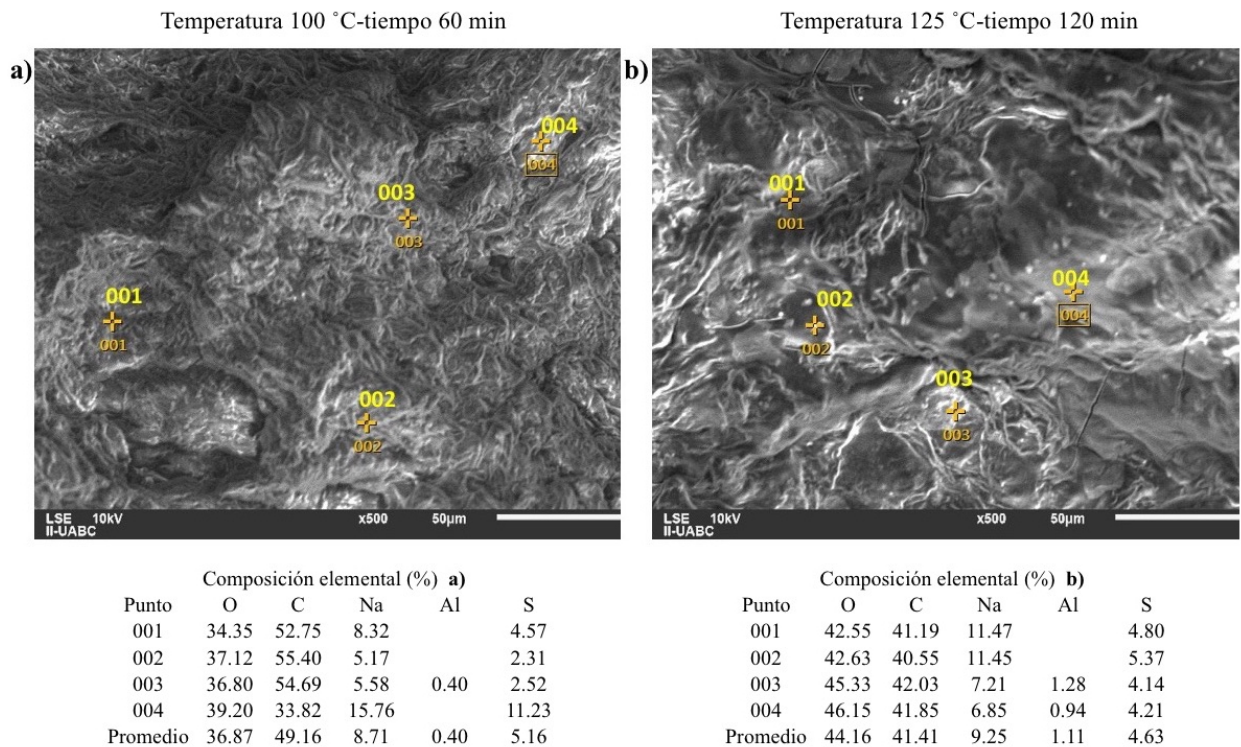 Temperatura 100 ˚C-tiempo 60 min
a)
004
004
003
003
001
001
002
002
LSE 10kV x500 50µm
II-UABC
Composición elemental (%) a)
Punto O C Na Al S
001 34.35 52.75 8.32 4.57
002 37.12 55.40 5.17 2.31
003 36.80 54.69 5.58 0.40 2.52
004 39.20 33.82 15.76 11.23
Promedio 36.87 49.16 8.71 0.40 5.16
Temperatura 125 ˚C-tiempo 120 min
b)
001
001
004
004
002
002
003
003
LSE 10kV x500 50µm
II-UABC
Composición elemental (%) b)
Punto O C Na Al S
001 42.55 41.19 11.47 4.80
002 42.63 40.55 11.45 5.37
003 45.33 42.03 7.21 1.28 4.14
004 46.15 41.85 6.85 0.94 4.21
Promedio 44.16 41.41 9.25 1.11 4.63